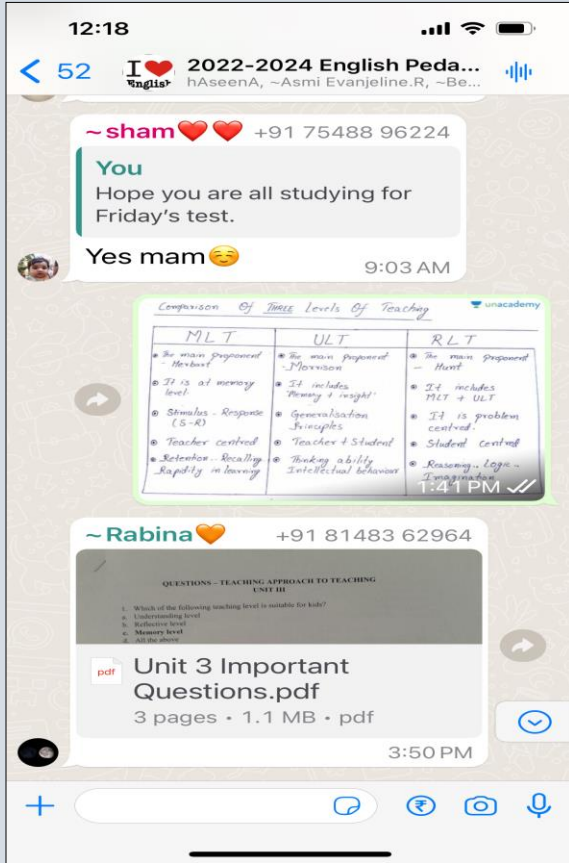 12:18
52
I❤️
English
2022-2024 English Peda...
hAseenA, ~Asmi Evanjeline.R, ~Be...
~sham❤️❤️ +91 75488 96224
You
Hope you are all studying for
Friday's test.
Yes mam☺️
9:03 AM
Comparison Of THREE Levels Of Teaching
unacademy
MLT
The main proponent
- Herbart
It is at memory
level.
Stimulus - Response
(S-R)
Teacher centred
Retention - Recalling
Rapidity in learning
ULT
The main proponent
- Morrison
It includes
'Memory + insight'
Generalisation
Principles
Teacher + Student
Thinking ability
Intellectual behaviour
RLT
The main proponent
- Hunt
It includes
MLT + ULT
It is problem
centred.
Student centred
Reasoning, Logic -
Imagination
1:41 PM
~Rabina🧡 +91 81483 62964
QUESTIONS – TEACHING APPROACH TO TEACHING
UNIT III
1. Which of the following teaching level is suitable for kids?
a. Understanding level
b. Reflective level
c. Memory level
d. All the above
pdf
Unit 3 Important
Questions.pdf
3 pages • 1.1 MB • pdf
3:50 PM
₹